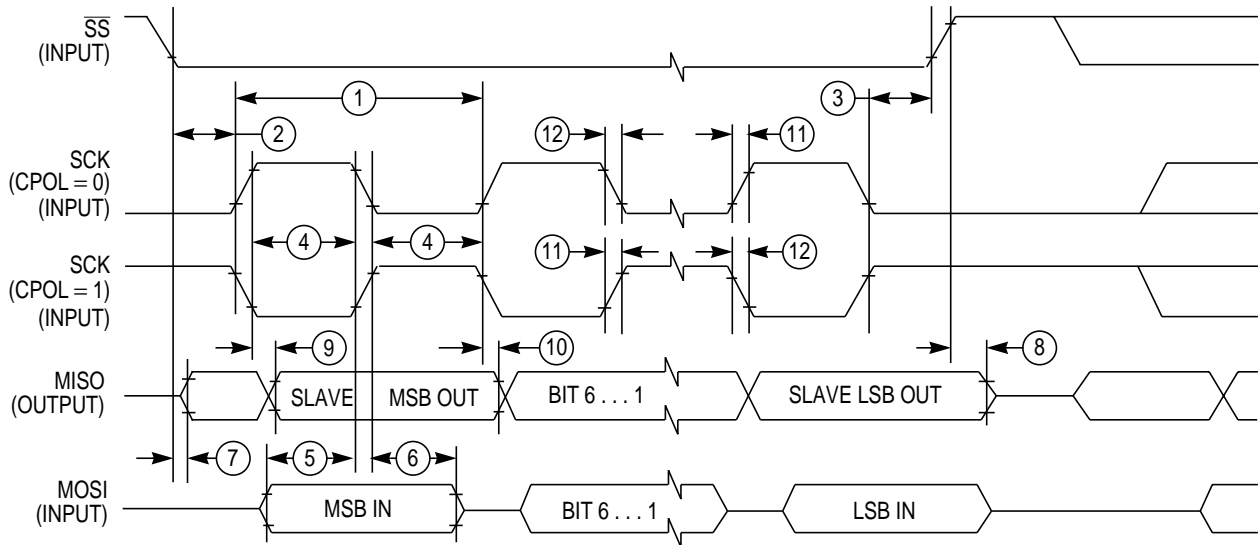 SS
(INPUT)
1
3
2
12
11
SCK
(CPOL = 0)
(INPUT)
4
4
11
12
SCK
(CPOL = 1)
(INPUT)
9
10
8
MISO
(OUTPUT)
SLAVE
MSB OUT
BIT 6 . . . 1
SLAVE LSB OUT
7
5
6
MOSI
(INPUT)
MSB IN
BIT 6 . . . 1
LSB IN